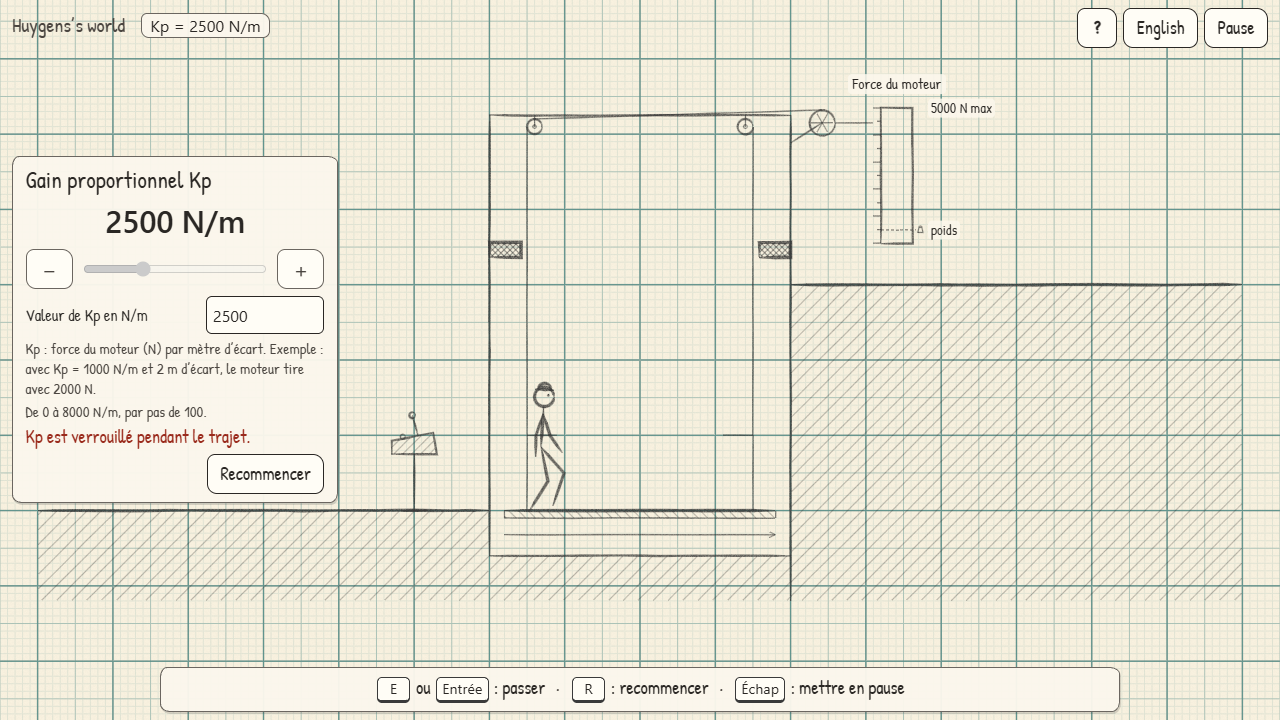 Huygens's world
Kp = 2500 N/m
?
English
Pause
Force du moteur
5000 N max
poids
Gain proportionnel Kp
2500 N/m
−
+
Valeur de Kp en N/m
2500
Kp : force du moteur (N) par mètre d'écart. Exemple :
avec Kp = 1000 N/m et 2 m d'écart, le moteur tire
avec 2000 N.
De 0 à 8000 N/m, par pas de 100.
Kp est verrouillé pendant le trajet.
Recommencer
E ou Entrée : passer · R : recommencer · Échap : mettre en pause